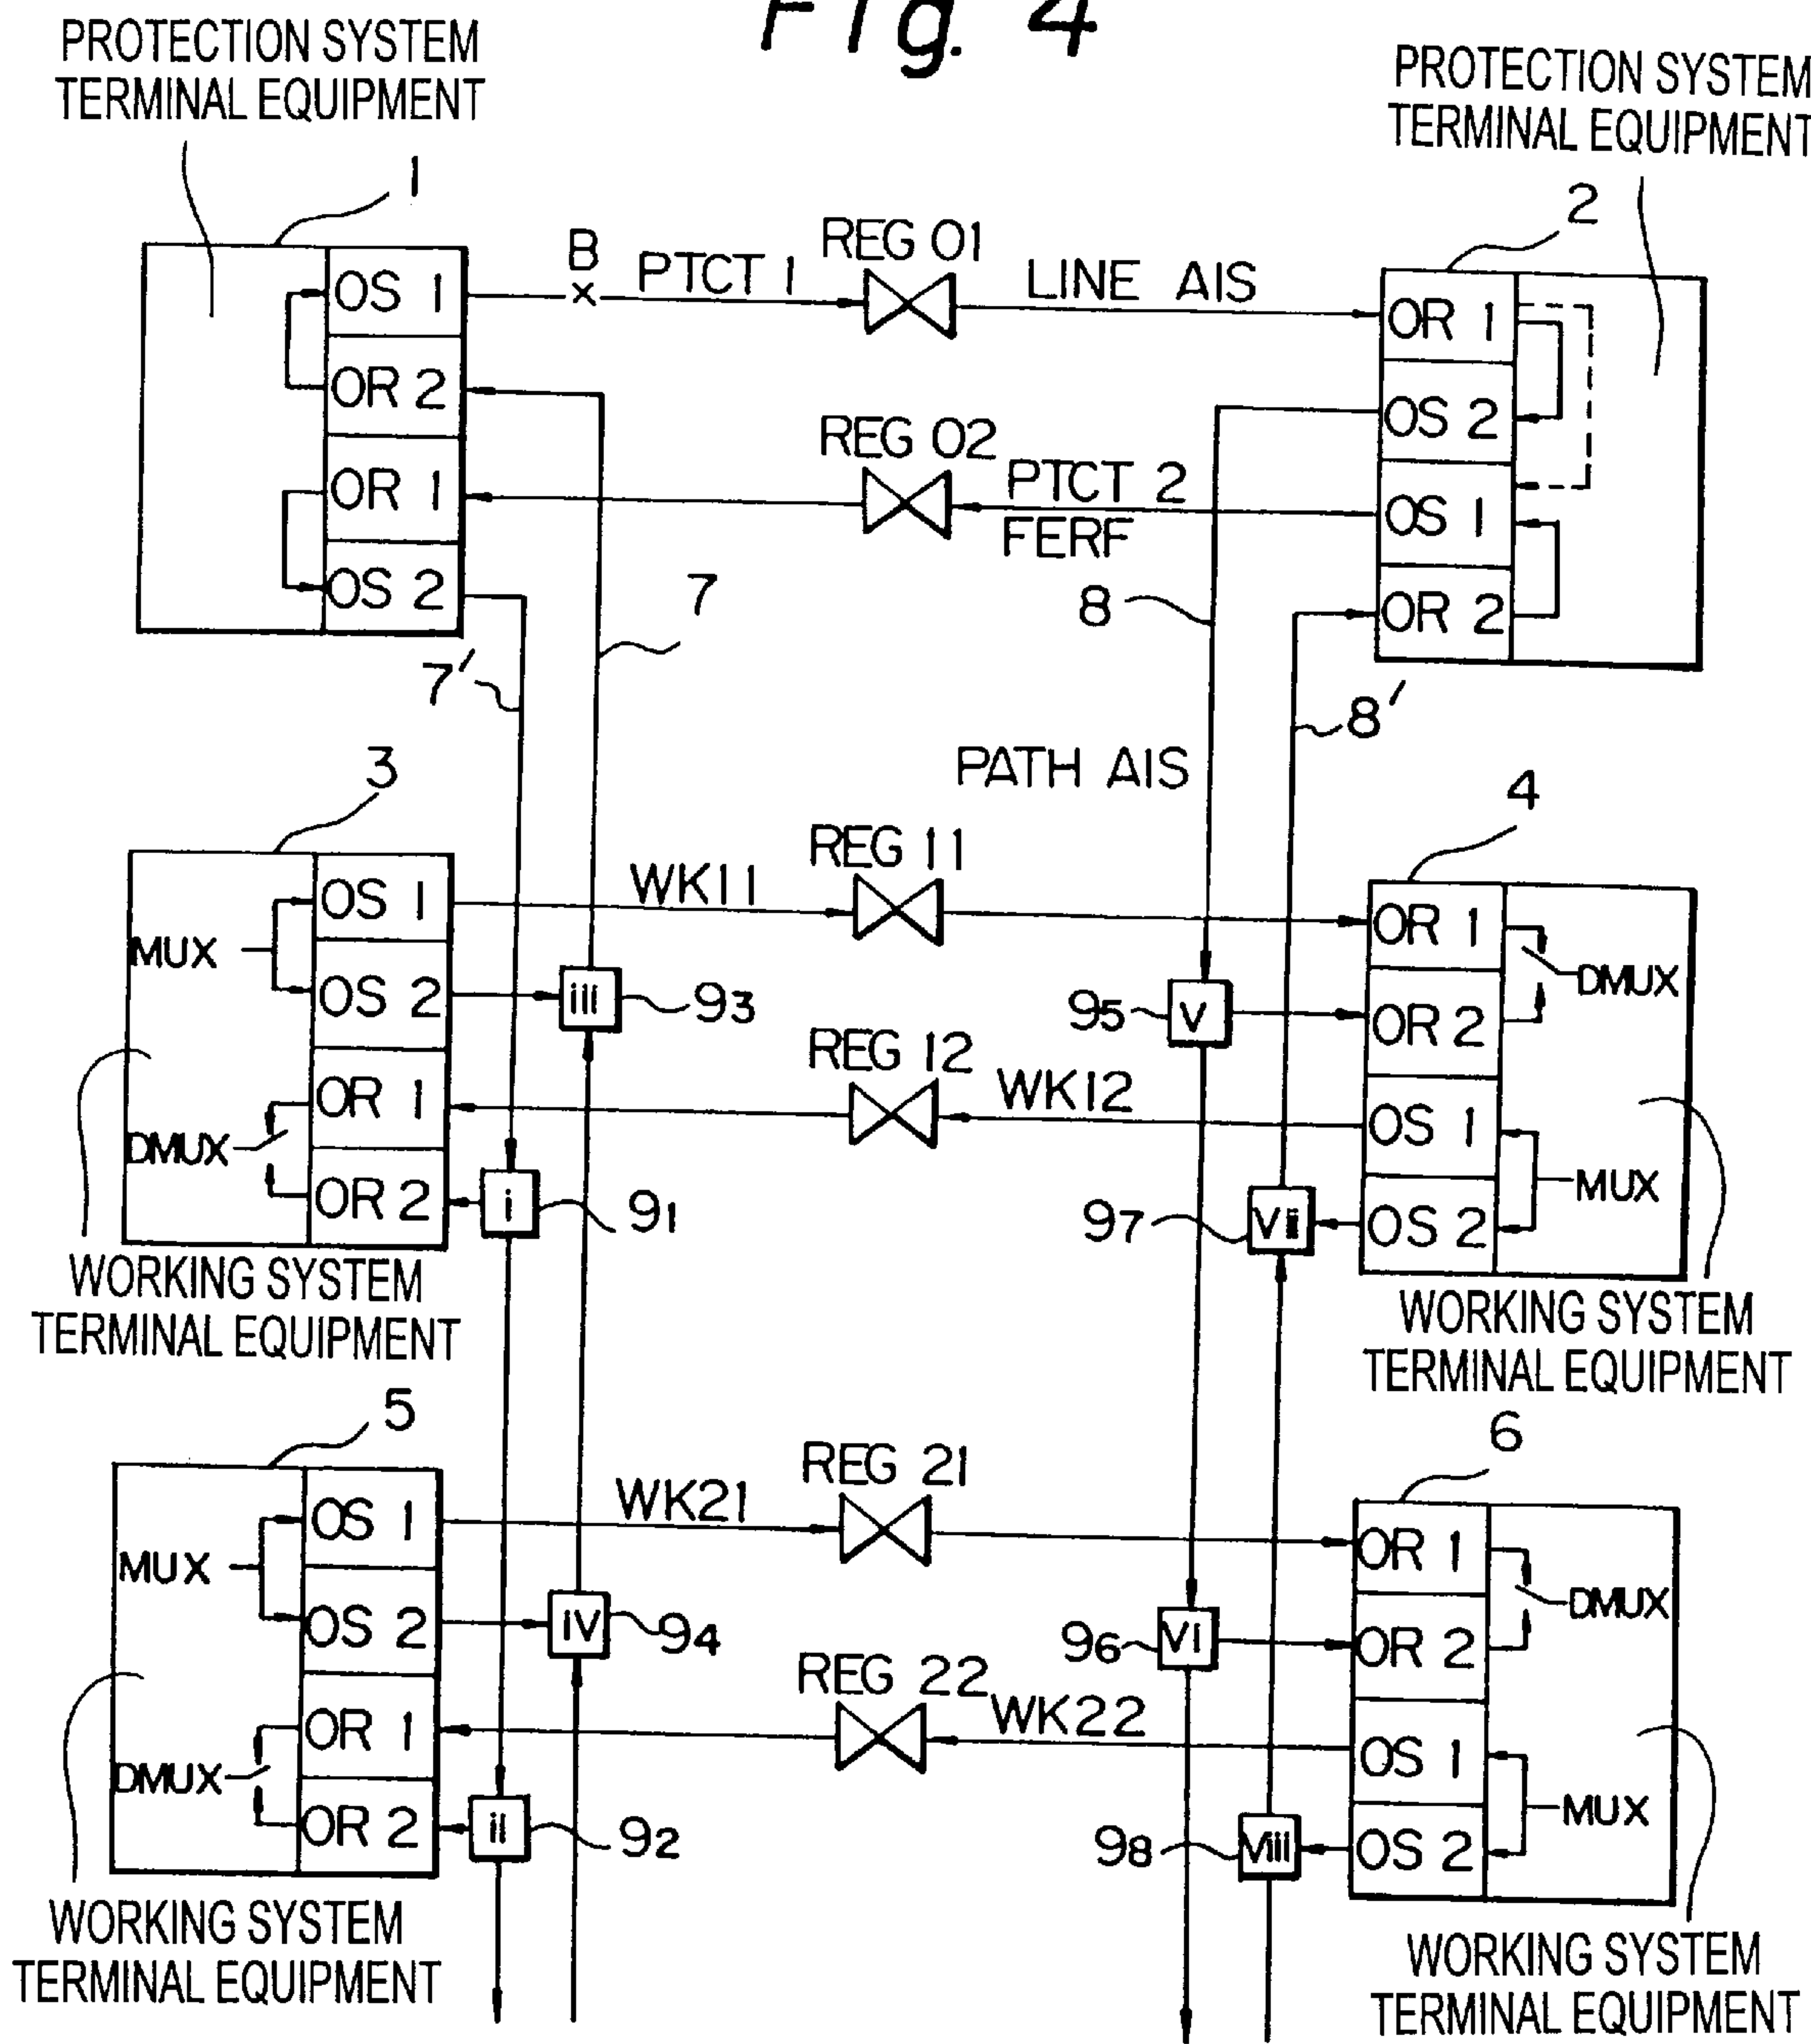 Fig. 4
PROTECTION SYSTEM
TERMINAL EQUIPMENT
PROTECTION SYSTEM
TERMINAL EQUIPMENT
1
2
OS 1
B
×
PTCT 1
REG 01
LINE AIS
OR 1
OR 2
OS 2
REG 02
OR 1
PTCT 2
FERF
OS 1
OS 2
OR 2
7
7'
8
8'
PATH AIS
3
4
OS 1
WK11
REG 11
OR 1
MUX
DMUX
OS 2
iii
93
95
V
OR 2
REG 12
OR 1
WK12
OS 1
DMUX
MUX
OR 2
i
91
97
Vii
OS 2
WORKING SYSTEM
TERMINAL EQUIPMENT
WORKING SYSTEM
TERMINAL EQUIPMENT
5
6
OS 1
WK21
REG 21
OR 1
MUX
DMUX
OS 2
iV
94
96
Vi
OR 2
REG 22
OR 1
WK22
OS 1
DMUX
MUX
OR 2
ii
92
98
Viii
OS 2
WORKING SYSTEM
TERMINAL EQUIPMENT
WORKING SYSTEM
TERMINAL EQUIPMENT